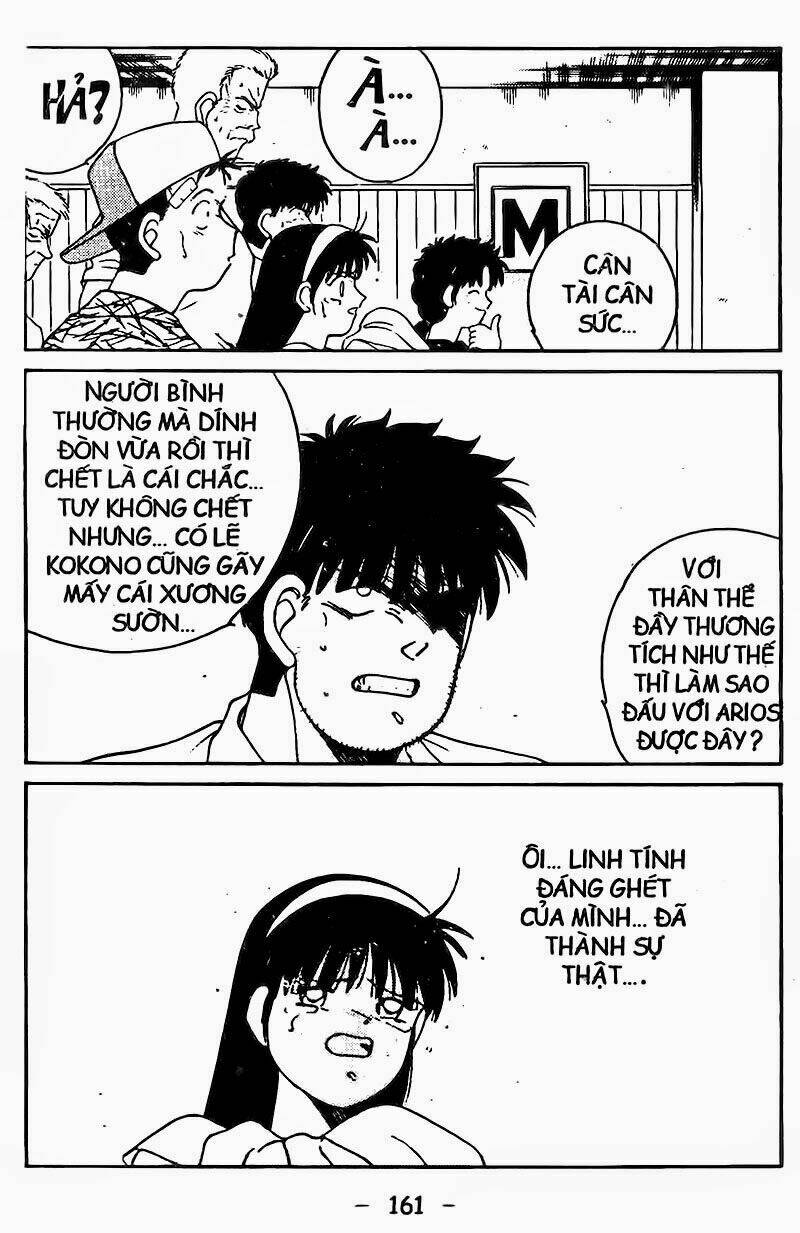 HẢ?
À...
À...
M
CÂN
TÀI CÂN
SỨC...
NGƯỜI BÌNH
THƯỜNG MÀ DÍNH
ĐÒN VỪA RỒI THÌ
CHẾT LÀ CÁI CHẮC...
TUY KHÔNG CHẾT
NHƯNG... CÓ LẼ
KOKONO CŨNG GÃY
MẤY CÁI XƯƠNG
SƯỜN...
VỚI
THÂN THỂ
ĐẦY THƯƠNG
TÍCH NHƯ THẾ
THÌ LÀM SAO
ĐẤU VỚI ARIOS
ĐƯỢC ĐÂY?
ÔI... LINH TÍNH
ĐÁNG GHÉT
CỦA MÌNH... ĐÃ
THÀNH SỰ
THẬT....
- 161 -